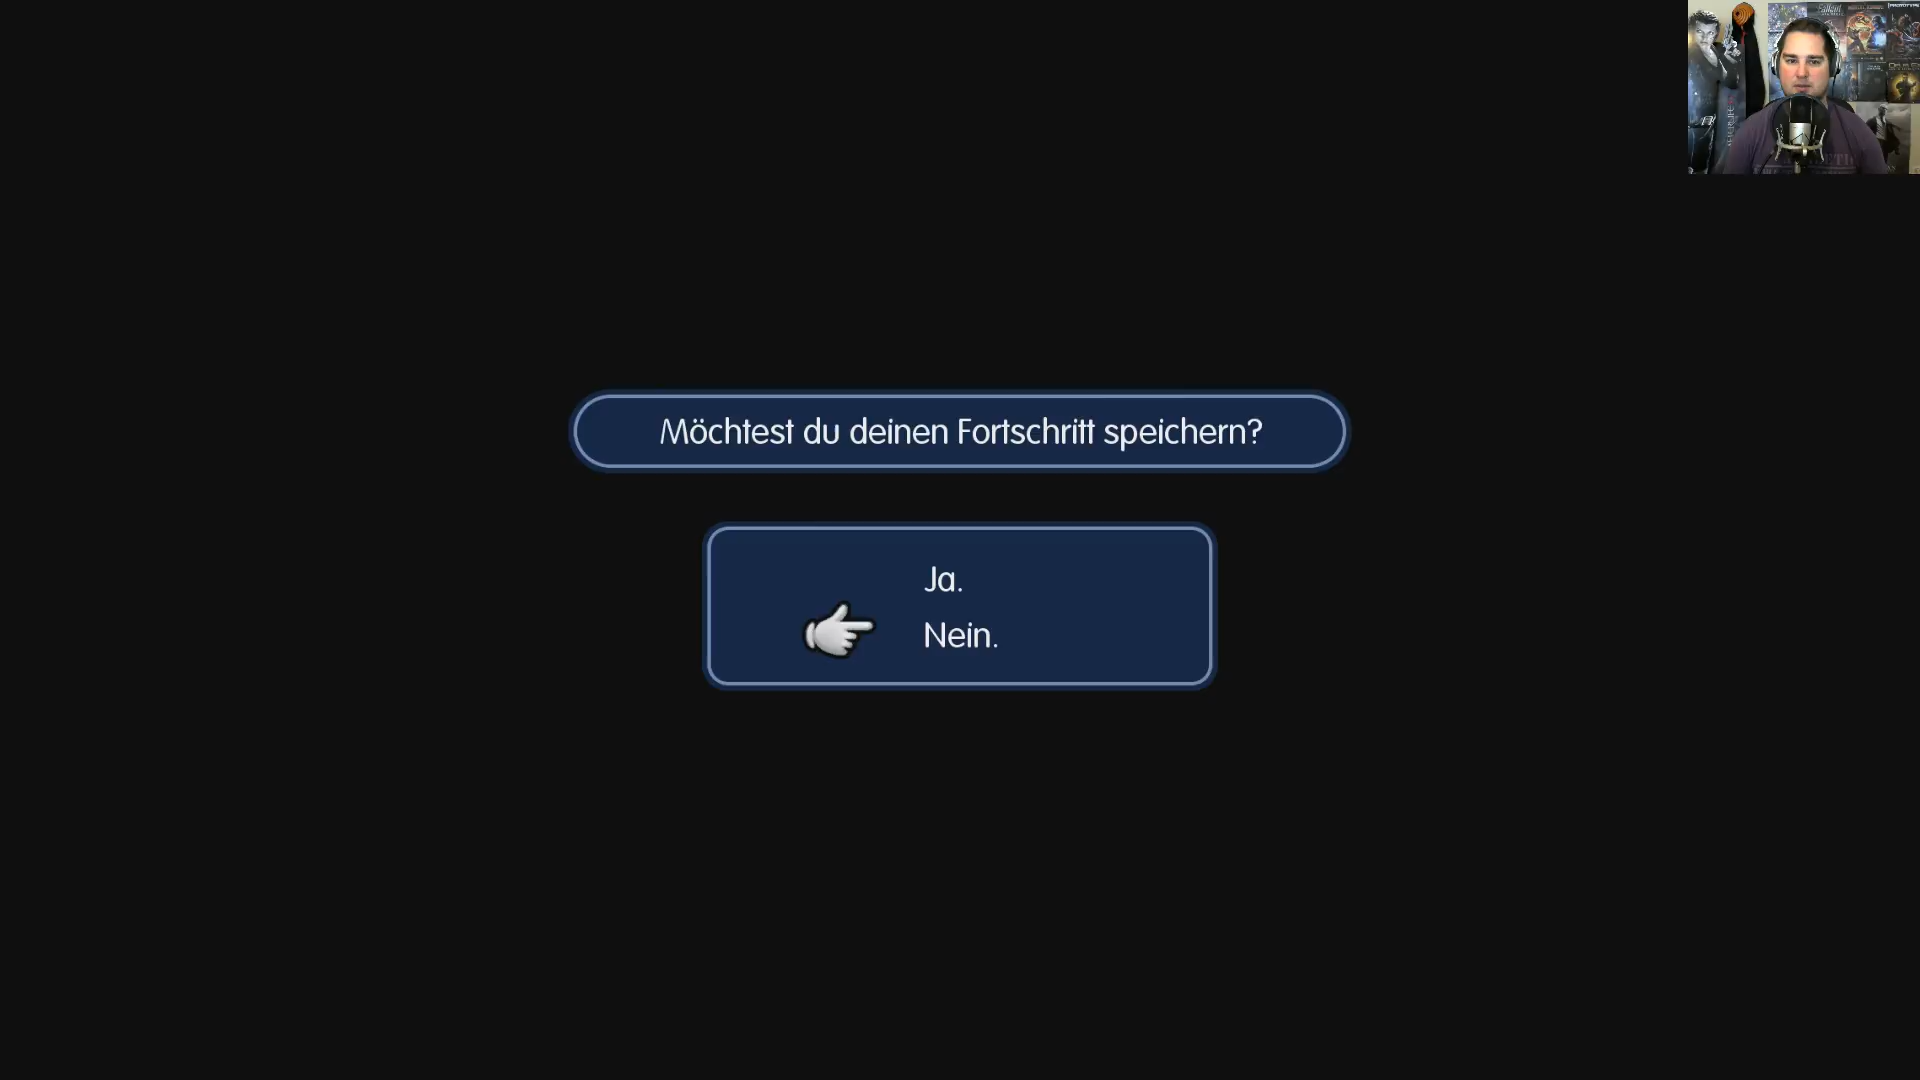 Möchtest du deinen Fortschritt speichern?
Ja.
Nein.